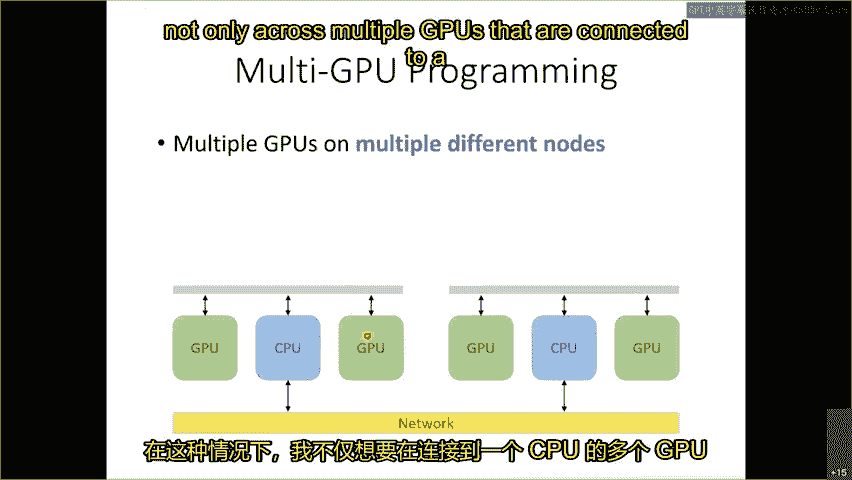 not only across multiple GPUs that are connected
to a
Multi-GPU Programming
• Multiple GPUs on multiple different nodes
GPU
CPU
GPU
GPU
CPU
GPU
Network
在这种情况下，我不仅想要在连接到一个 CPU 的多个 GPU
+15